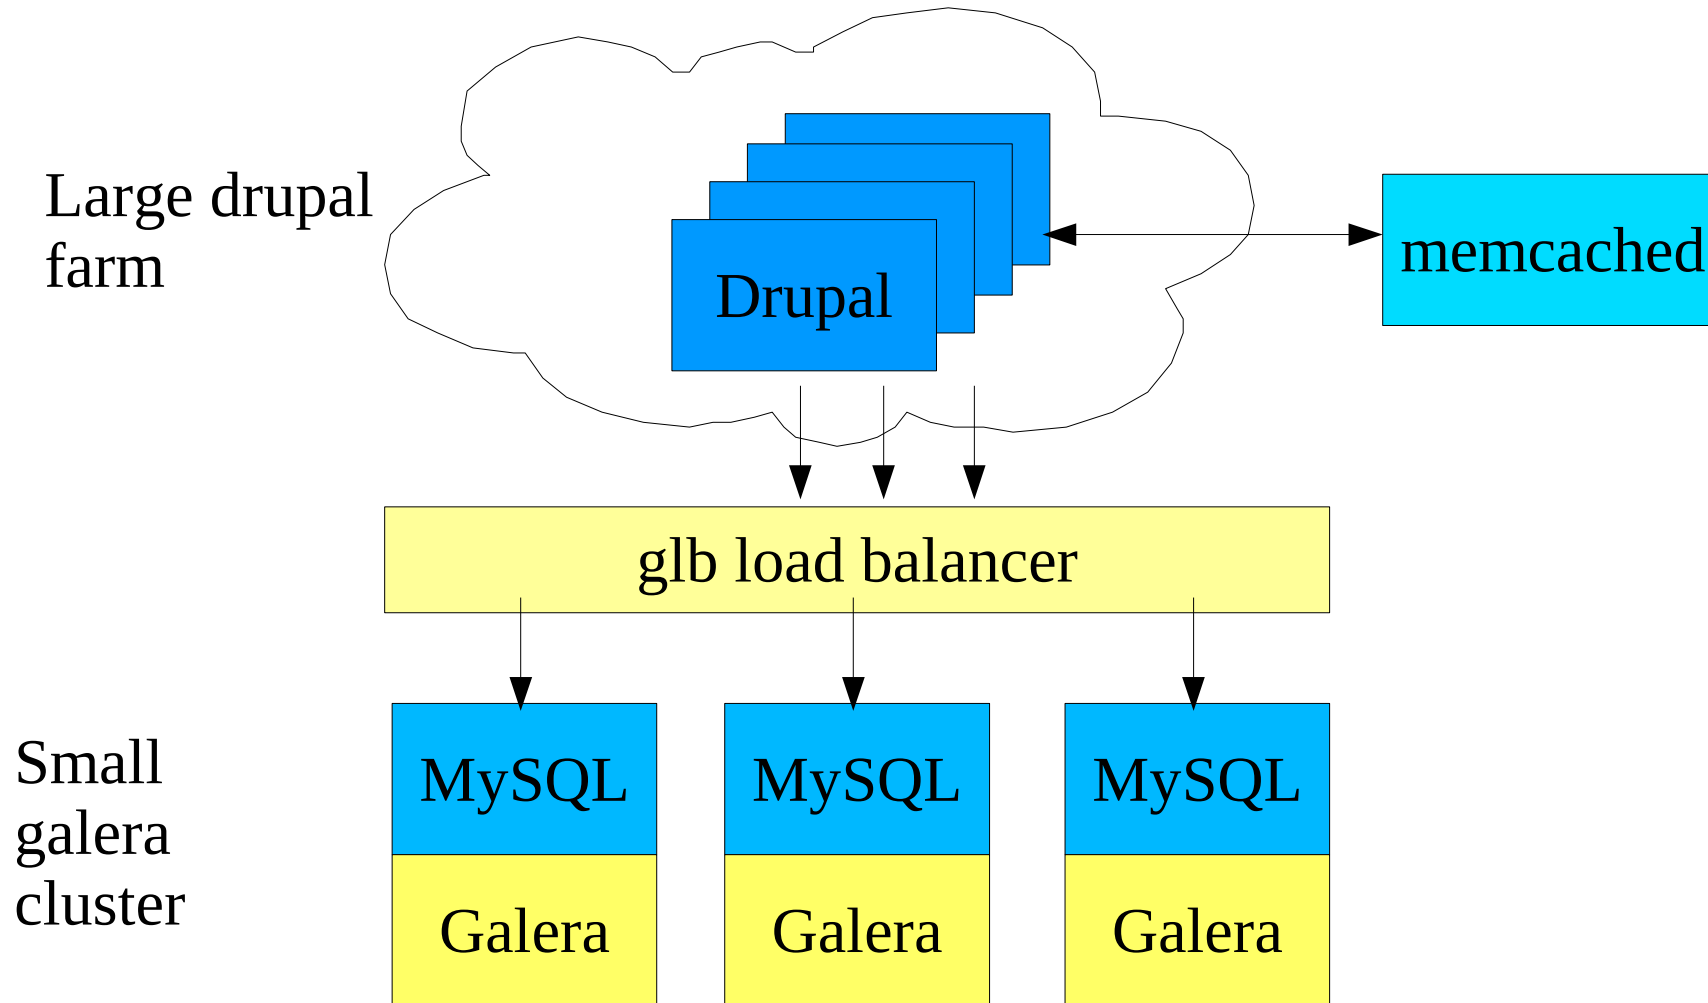 Large drupal
farm
Drupal
memcached
glb load balancer
Small
galera
cluster
MySQL
MySQL
MySQL
Galera
Galera
Galera